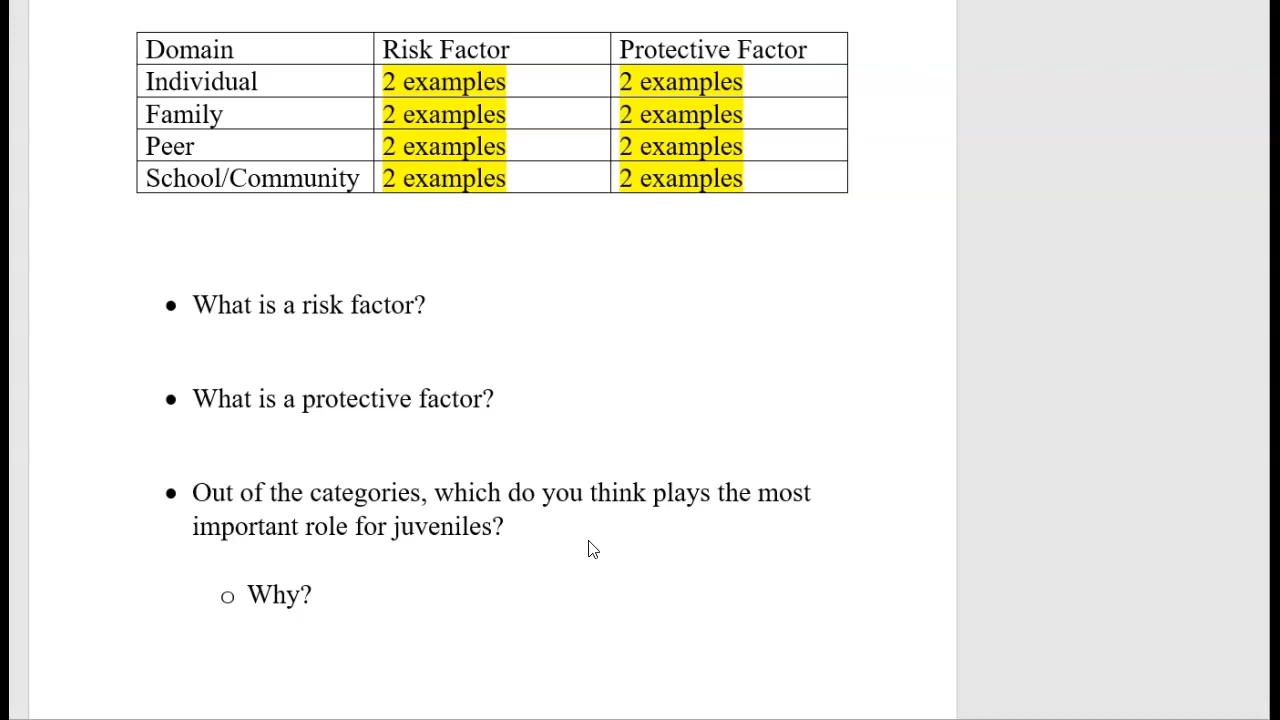 Domain Risk Factor Protective Factor
Individual 2 examples 2 examples
Family 2 examples 2 examples
Peer 2 examples 2 examples
School/Community 2 examples 2 examples
• What is a risk factor?
• What is a protective factor?
• Out of the categories, which do you think plays the most
important role for juveniles?
o Why?